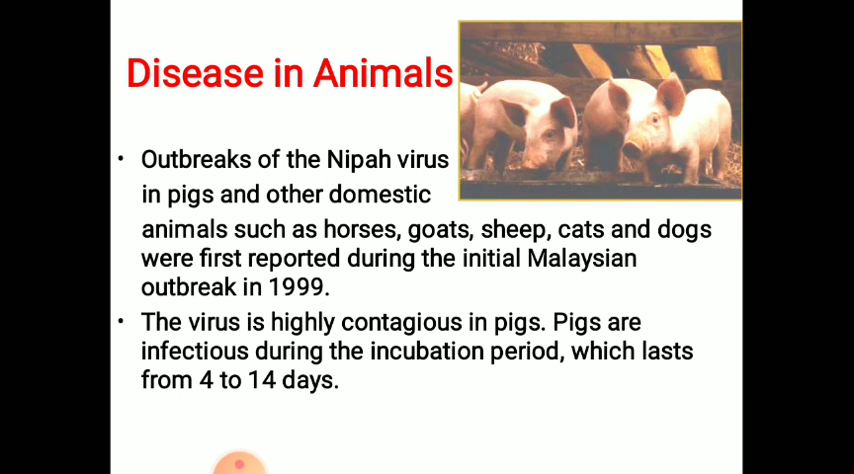 Disease in Animals
• Outbreaks of the Nipah virus
in pigs and other domestic
animals such as horses, goats, sheep, cats and dogs
were first reported during the initial Malaysian
outbreak in 1999.
• The virus is highly contagious in pigs. Pigs are
infectious during the incubation period, which lasts
from 4 to 14 days.